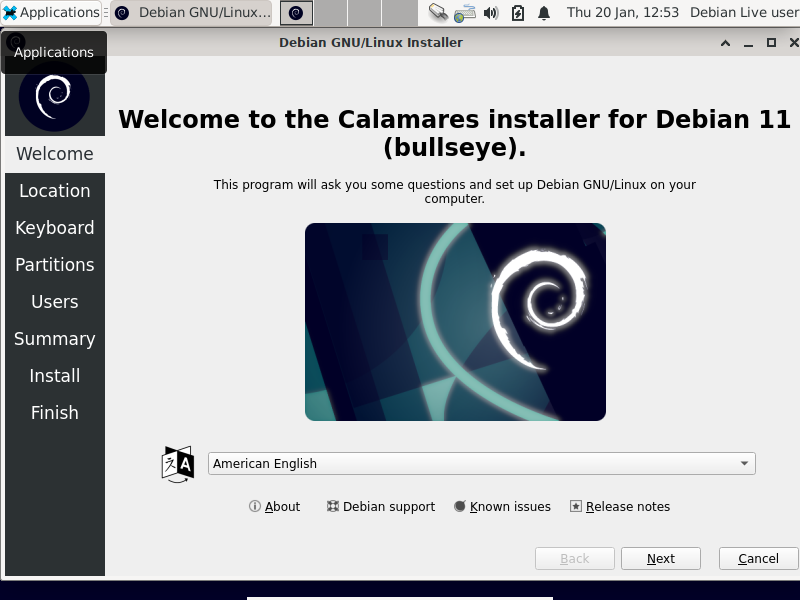 Applications
Debian GNU/Linux...
Thu 20 Jan, 12:53
Debian Live user
Debian GNU/Linux Installer
Applications
Welcome
Location
Keyboard
Partitions
Users
Summary
Install
Finish
Welcome to the Calamares installer for Debian 11
(bullseye).
This program will ask you some questions and set up Debian GNU/Linux on your
computer.
American English
About
Debian support
Known issues
Release notes
Back
Next
Cancel